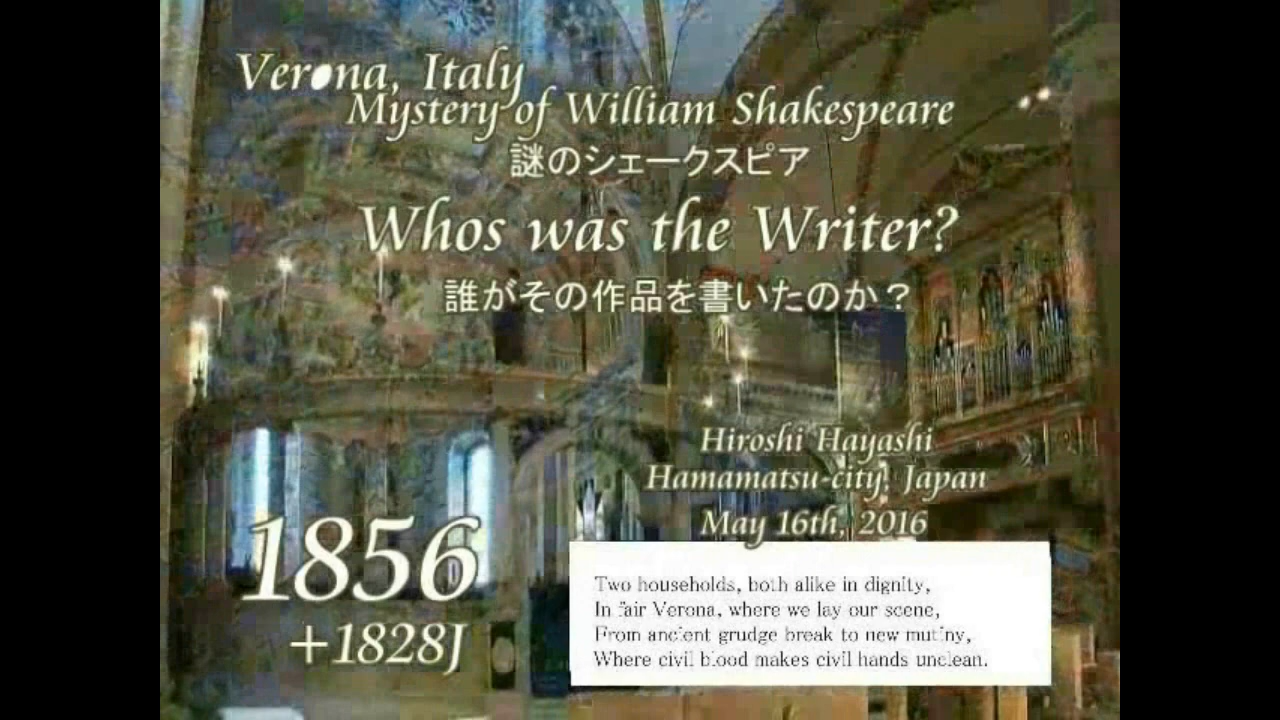 Verona, Italy
Mystery of William Shakespeare
謎のシェークスピア
Whos was the Writer?
誰がその作品を書いたのか？
Hiroshi Hayashi
Hamamatsu-city, Japan
May 16th, 2016
1856
+1828J
Two households, both alike in dignity,
In fair Verona, where we lay our scene,
From ancient grudge break to new mutiny,
Where civil blood makes civil hands unclean.